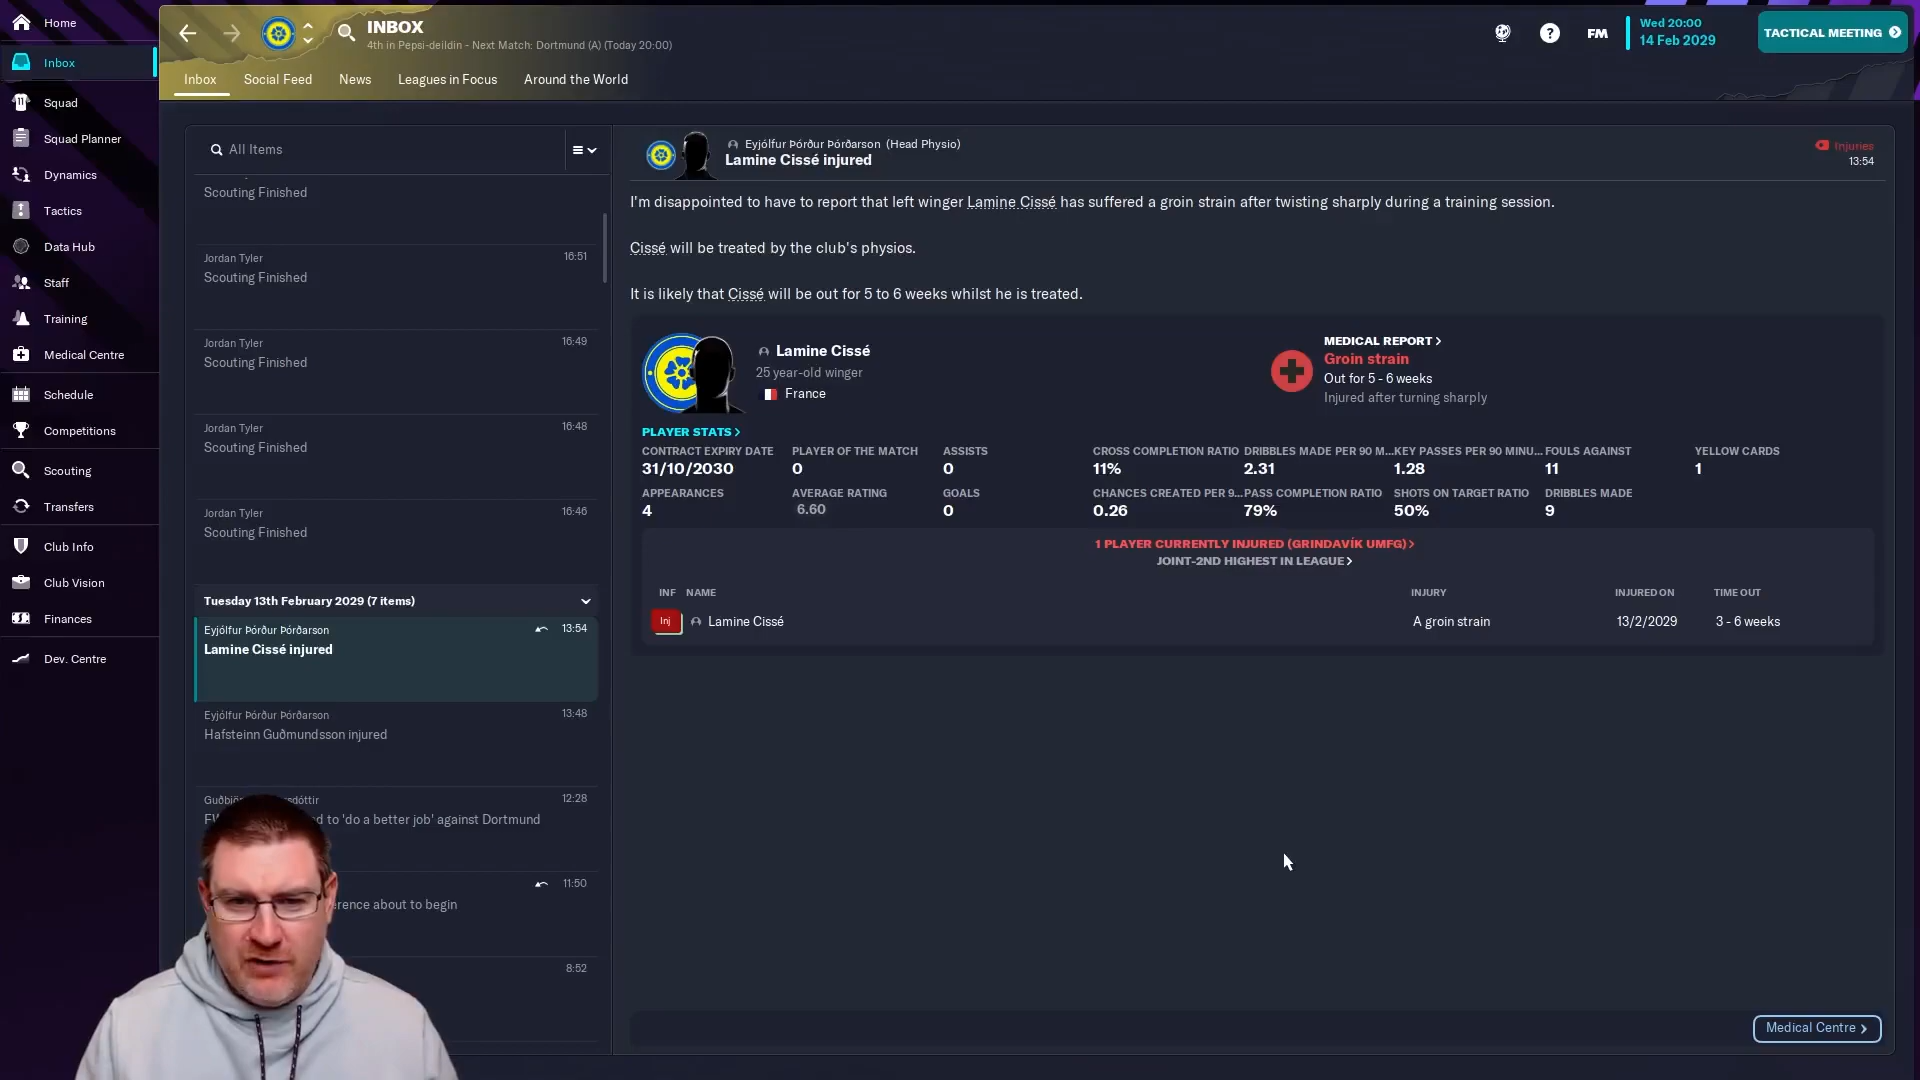 Home
Inbox
Squad
Squad Planner
Dynamics
Tactics
Data Hub
Staff
Training
Medical Centre
Schedule
Competitions
Scouting
Transfers
Club Info
Club Vision
Finances
Dev. Centre
INBOX
4th in Pepsi-deildin - Next Match: Dortmund (A) (Today 20:00)
FM
Wed 20:00
14 Feb 2029
TACTICAL MEETING
Inbox Social Feed News Leagues in Focus Around the World
All Items
Scouting Finished
Jordan Tyler 16:51
Scouting Finished
Jordan Tyler 16:49
Scouting Finished
Jordan Tyler 16:48
Scouting Finished
Jordan Tyler 16:46
Scouting Finished
Tuesday 13th February 2029 (7 items)
Eyjólfur Þórður Þórðarson 13:54
Lamine Cissé injured
Eyjólfur Þórður Þórðarson 13:48
Hafsteinn Guðmundsson injured
12:28
to 'do a better job' against Dortmund
11:50
about to begin
8:52
Eyjólfur Þórður Þórðarson (Head Physio)
Lamine Cissé injured
Injuries
13:54
I'm disappointed to have to report that left winger Lamine Cissé has suffered a groin strain after twisting sharply during a training session.
Cissé will be treated by the club's physios.
It is likely that Cissé will be out for 5 to 6 weeks whilst he is treated.
Lamine Cissé
25 year-old winger
France
MEDICAL REPORT
Groin strain
Out for 5 - 6 weeks
Injured after turning sharply
PLAYER STATS
CONTRACT EXPIRY DATE PLAYER OF THE MATCH ASSISTS CROSS COMPLETION RATIO DRIBBLES MADE PER 90 M... KEY PASSES PER 90 MINU... FOULS AGAINST YELLOW CARDS
31/10/2030 0 0 11% 2.31 1.28 11 1
APPEARANCES AVERAGE RATING GOALS CHANCES CREATED PER 9... PASS COMPLETION RATIO SHOTS ON TARGET RATIO DRIBBLES MADE
4 6.60 0 0.26 79% 50% 9
1 PLAYER CURRENTLY INJURED (GRINDAVÍK UMFG)
JOINT-2ND HIGHEST IN LEAGUE
INF NAME INJURY INJURED ON TIME OUT
Inj Lamine Cissé A groin strain 13/2/2029 3 - 6 weeks
Medical Centre